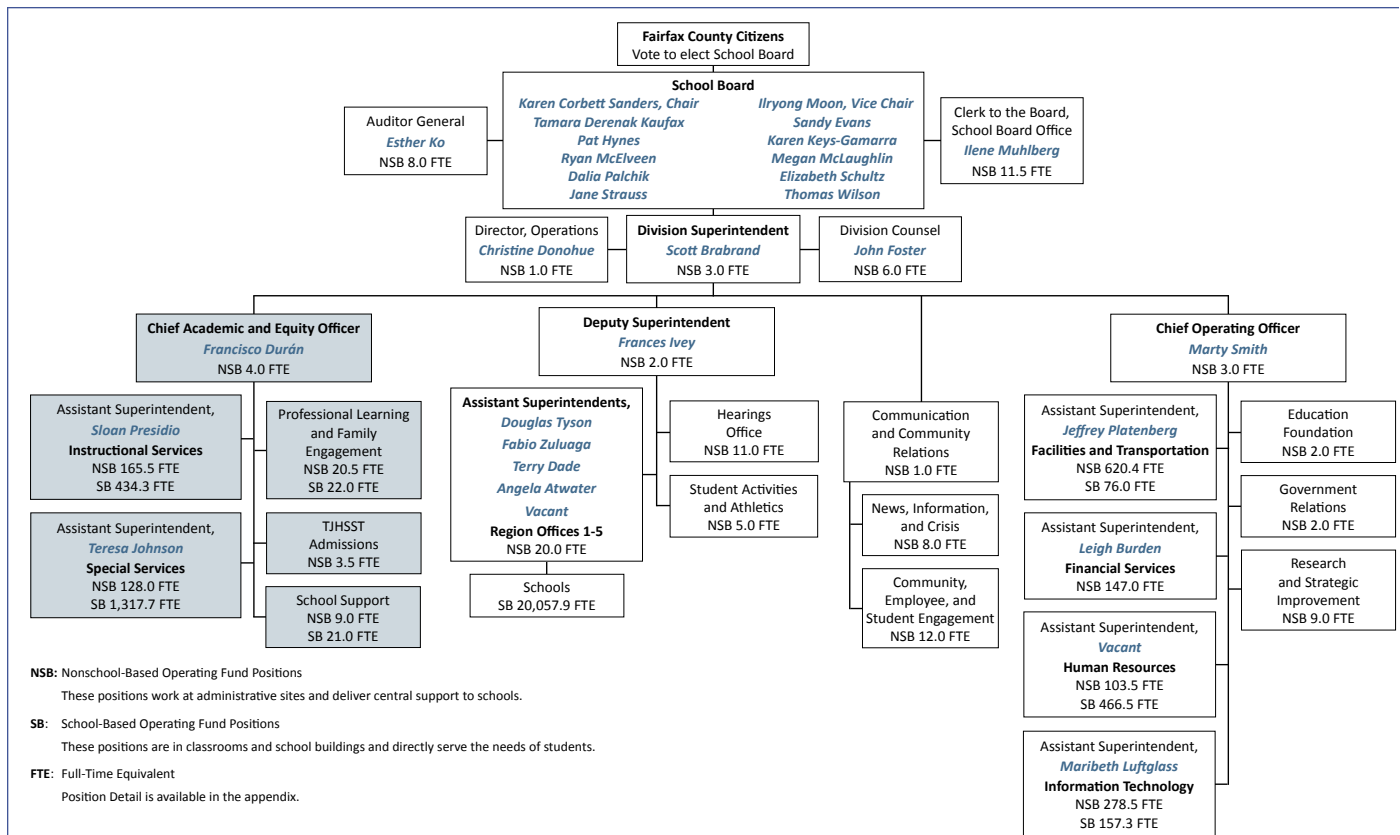 Fairfax County Citizens
Vote to elect School Board
School Board
Karen Corbett Sanders, Chair
Tamara Derenak Kaufax
Pat Hynes
Ryan McElveen
Dalia Palchik
Jane Strauss
Ilryong Moon, Vice Chair
Sandy Evans
Karen Keys-Gamarra
Megan McLaughlin
Elizabeth Schultz
Thomas Wilson
Auditor General
Esther Ko
NSB 8.0 FTE
Clerk to the Board,
School Board Office
Ilene Muhlberg
NSB 11.5 FTE
Director, Operations
Christine Donohue
NSB 1.0 FTE
Division Superintendent
Scott Brabrand
NSB 3.0 FTE
Division Counsel
John Foster
NSB 6.0 FTE
Chief Academic and Equity Officer
Francisco Durán
NSB 4.0 FTE
Assistant Superintendent,
Sloan Presidio
Instructional Services
NSB 165.5 FTE
SB 434.3 FTE
Professional Learning
and Family
Engagement
NSB 20.5 FTE
SB 22.0 FTE
Assistant Superintendent,
Teresa Johnson
Special Services
NSB 128.0 FTE
SB 1,317.7 FTE
TJHSST
Admissions
NSB 3.5 FTE
School Support
NSB 9.0 FTE
SB 21.0 FTE
Deputy Superintendent
Frances Ivey
NSB 2.0 FTE
Assistant Superintendents,
Douglas Tyson
Fabio Zuluaga
Terry Dade
Angela Atwater
Vacant
Region Offices 1-5
NSB 20.0 FTE
Schools
SB 20,057.9 FTE
Hearings
Office
NSB 11.0 FTE
Student Activities
and Athletics
NSB 5.0 FTE
Communication
and Community
Relations
NSB 1.0 FTE
News, Information,
and Crisis
NSB 8.0 FTE
Community,
Employee, and
Student Engagement
NSB 12.0 FTE
Chief Operating Officer
Marty Smith
NSB 3.0 FTE
Assistant Superintendent,
Jeffrey Platenberg
Facilities and Transportation
NSB 620.4 FTE
SB 76.0 FTE
Education
Foundation
NSB 2.0 FTE
Government
Relations
NSB 2.0 FTE
Assistant Superintendent,
Leigh Burden
Financial Services
NSB 147.0 FTE
Research
and Strategic
Improvement
NSB 9.0 FTE
Assistant Superintendent,
Vacant
Human Resources
NSB 103.5 FTE
SB 466.5 FTE
Assistant Superintendent,
Maribeth Luftglass
Information Technology
NSB 278.5 FTE
SB 157.3 FTE
NSB: Nonschool-Based Operating Fund Positions
These positions work at administrative sites and deliver central support to schools.
SB: School-Based Operating Fund Positions
These positions are in classrooms and school buildings and directly serve the needs of students.
FTE: Full-Time Equivalent
Position Detail is available in the appendix.